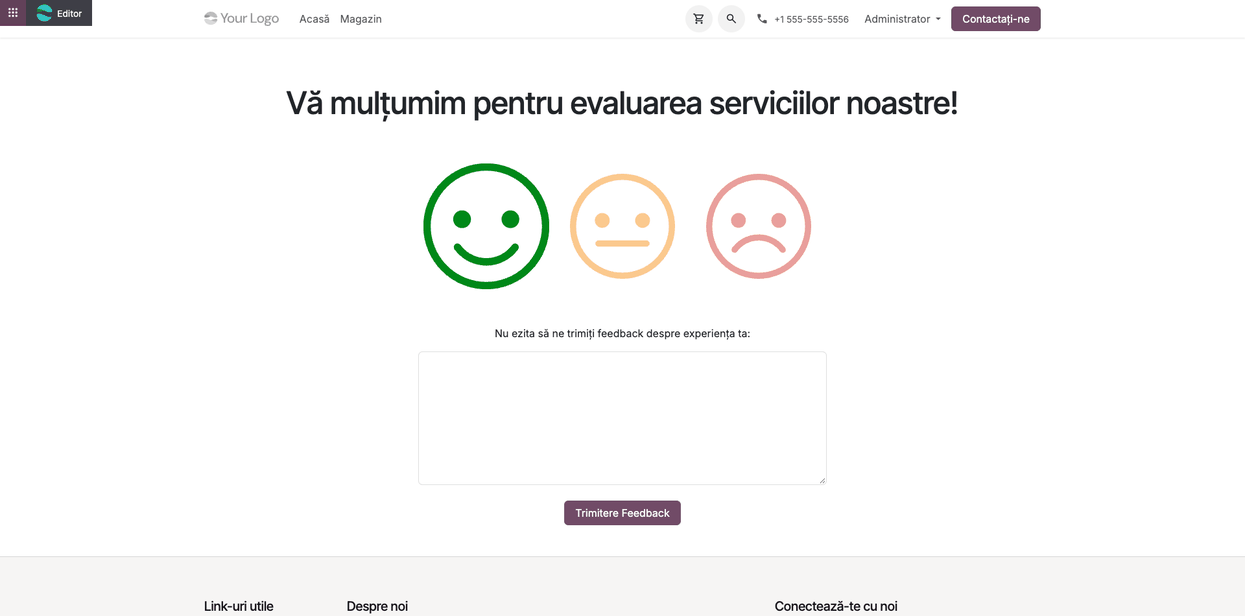 Editor
Your Logo
Acasă
Magazin
+1 555-555-5556
Administrator
Contactați-ne
Vă mulțumim pentru evaluarea serviciilor noastre!
Nu ezita să ne trimiți feedback despre experiența ta:
Trimitere Feedback
Link-uri utile
Despre noi
Conectează-te cu noi